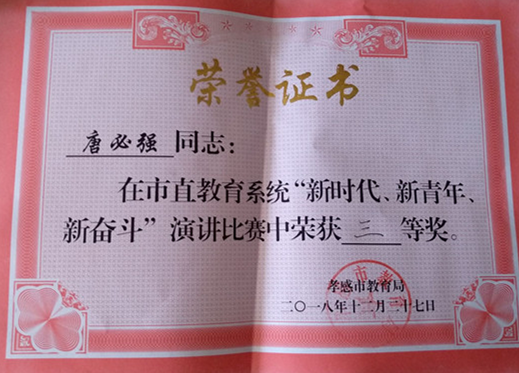 荣誉证书
唐必强同志：
在市直教育系统“新时代、新青年、
新奋斗”演讲比赛中荣获三等奖。
孝感市教育局
二〇一八年十二月二十七日